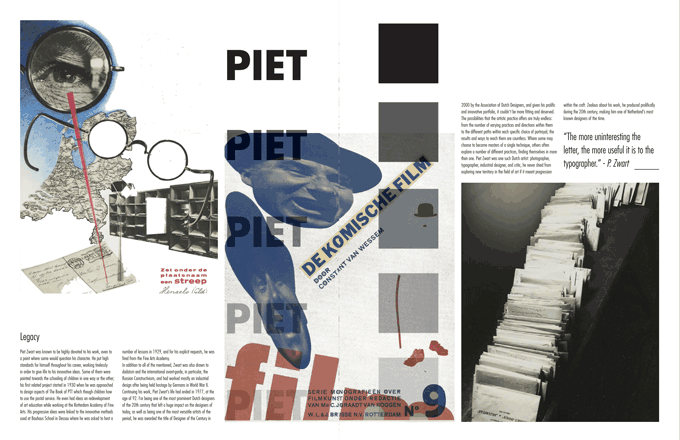 Zet onder de
plaatsnaam
een streep
Legacy
Piet Zwart was known to be highly devoted to his work, even to
a point where some would question his character. He put high
standards for himself throughout his career, working tirelessly
in order to give life to his innovative ideas. Some of them were
pointed towards the schooling of children in one way or the other,
his first related project started in 1930 when he was approached
to design aspects of The Book of PTT which though children how
to use the postal service. He even had ideas on redevelopment
of art education while working at the Rotterdam Academy of Fine
Arts. His progressive ideas were linked to the innovative methods
used at Bauhaus School in Dessau where he was asked to host a
number of lessons in 1929, and for his explicit requests, he was
fired from the Fine Arts Academy.
In addition to all of the mentioned, Zwart was also drawn to
dadaism and the international avant-garde, in particular, the
Russian Constructivists, and had worked mostly as industrial
design after being held hostage by Germans in World War II.
Continuing his work, Piet Zwart's life had ended in 1977, at the
age of 92. For being one of the most prominent Dutch designers
of the 20th century that left a huge impact on the designers of
today, as well as being one of the most versatile artists of the
period, he was awarded the title of Designer of the Century in
PIET
PIET
PIET
PIET
PIET
DE KOMISCHE FILM
DOOR
CONSTANT VAN WESSEM
fil
SERIE MONOGRAFIEËN OVER
FILMKUNST ONDER REDACTIE
VAN MR C.J.GRAADT VAN ROGGEN
W. L. & J. BRUSSE N.V. ROTTERDAM
No 9
2000 by the Association of Dutch Designers, and given his prolific
and innovative portfolio, it couldn't be more fitting and deserved.
The possibilities that the artistic practice offers are truly endless:
from the number of varying practices and directions within them
to the different paths within each specific choice of portrayal, the
results and ways to reach them are countless. Where some may
choose to become masters of a single technique, others often
explore a number of different practices, finding themselves in more
than one. Piet Zwart was one such Dutch artist: photographer,
typographer, industrial designer, and critic, he never shied from
exploring new territory in the field of art if it meant progression
within the craft. Zealous about his work, he produced prolifically
during the 20th century, making him one of Netherland's most
known designers of the time.
“The more uninteresting the
letter, the more useful it is to the
typographer.” - P. Zwart